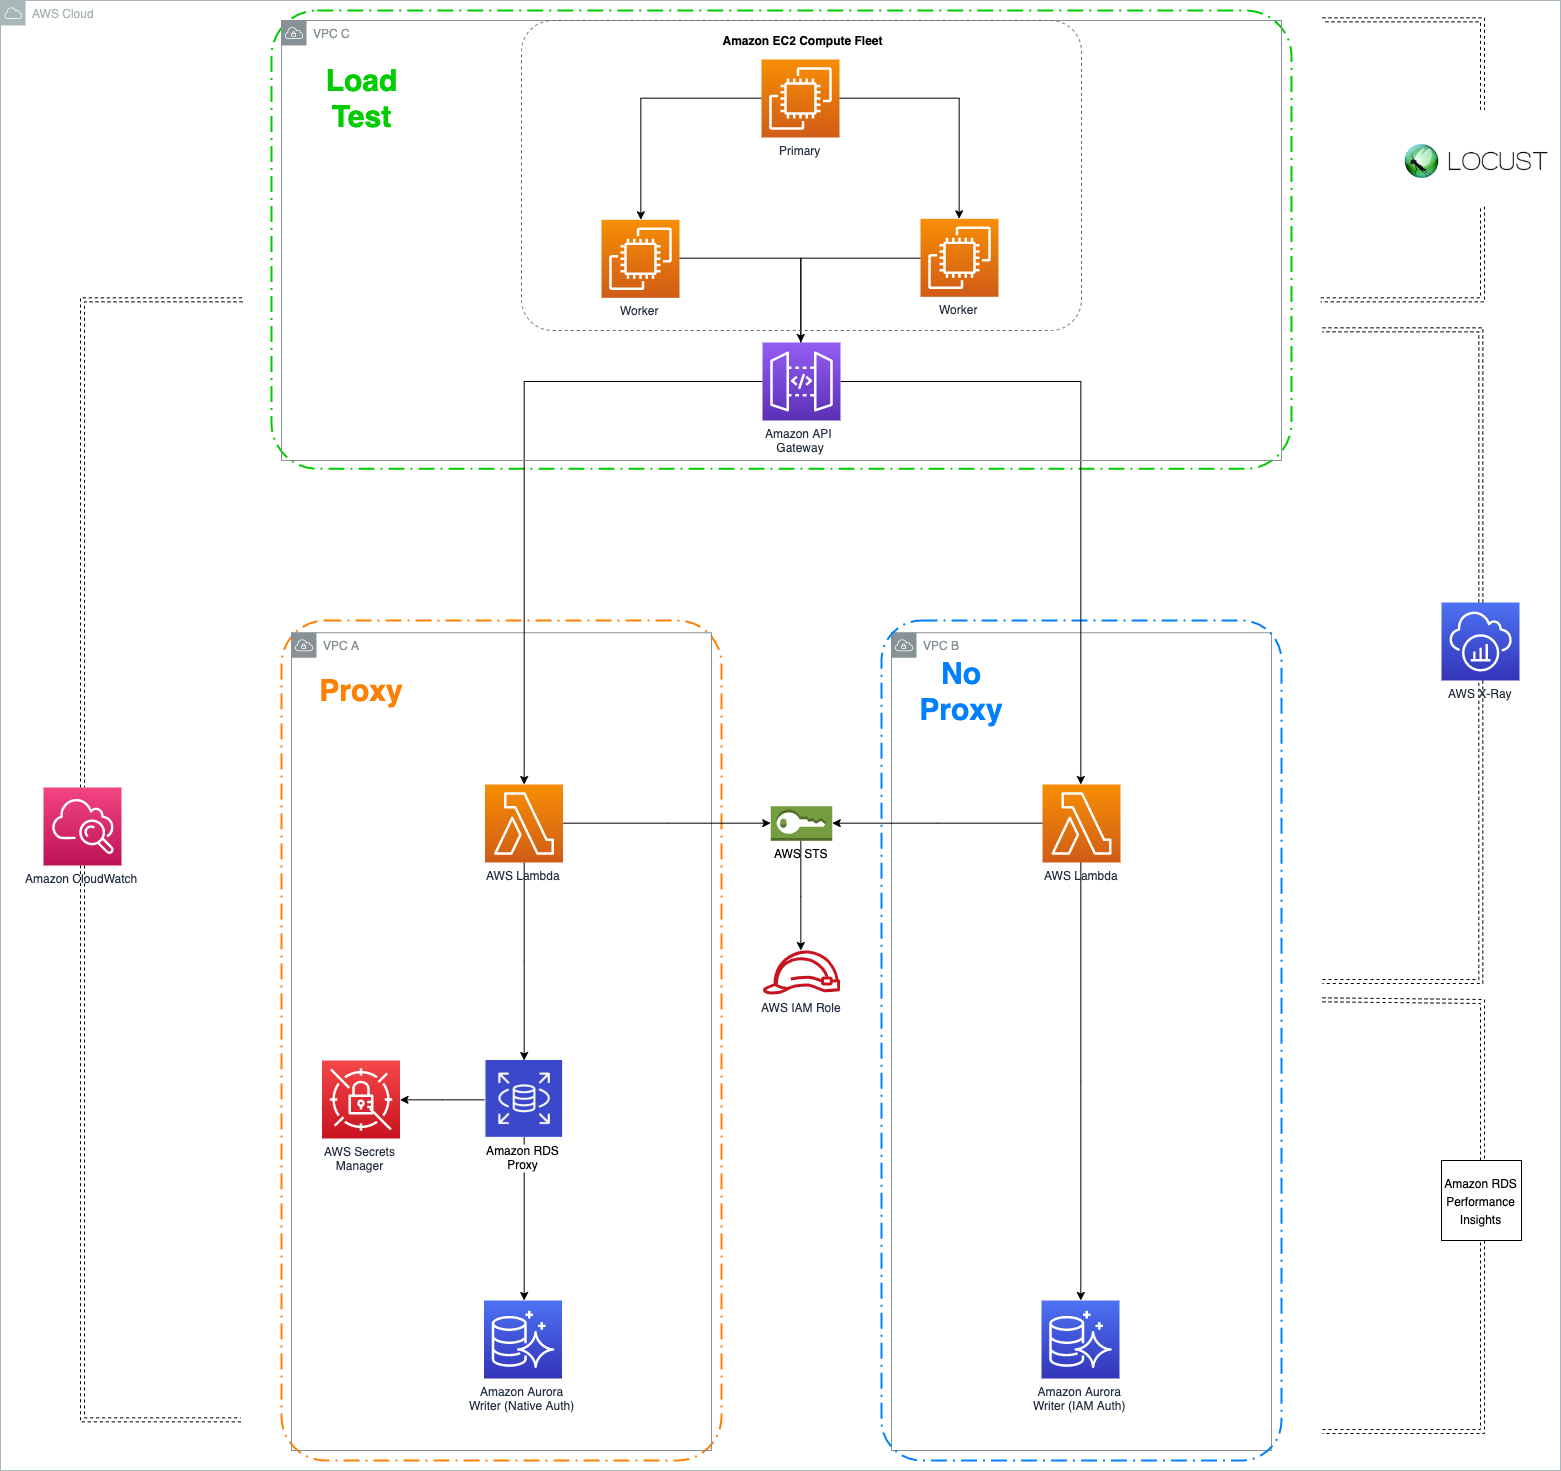 AWS Cloud
VPC C
Load
Test
Amazon EC2 Compute Fleet
Primary
Worker
Worker
Amazon API
Gateway
LOCUST
VPC A
Proxy
VPC B
No
Proxy
AWS X-Ray
Amazon CloudWatch
AWS Lambda
AWS STS
AWS Lambda
AWS IAM Role
AWS Secrets
Manager
Amazon RDS
Proxy
Amazon RDS
Performance
Insights
Amazon Aurora
Writer (Native Auth)
Amazon Aurora
Writer (IAM Auth)